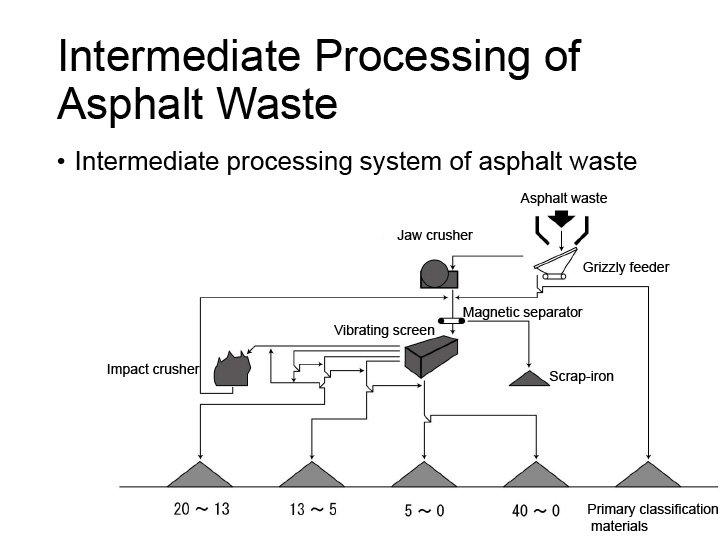 Intermediate Processing of
Asphalt Waste
• Intermediate processing system of asphalt waste
Asphalt waste
Jaw crusher
Grizzly feeder
Magnetic separator
Vibrating screen
Impact crusher
Scrap-iron
20～13
13～5
5～0
40～0
Primary classification
materials